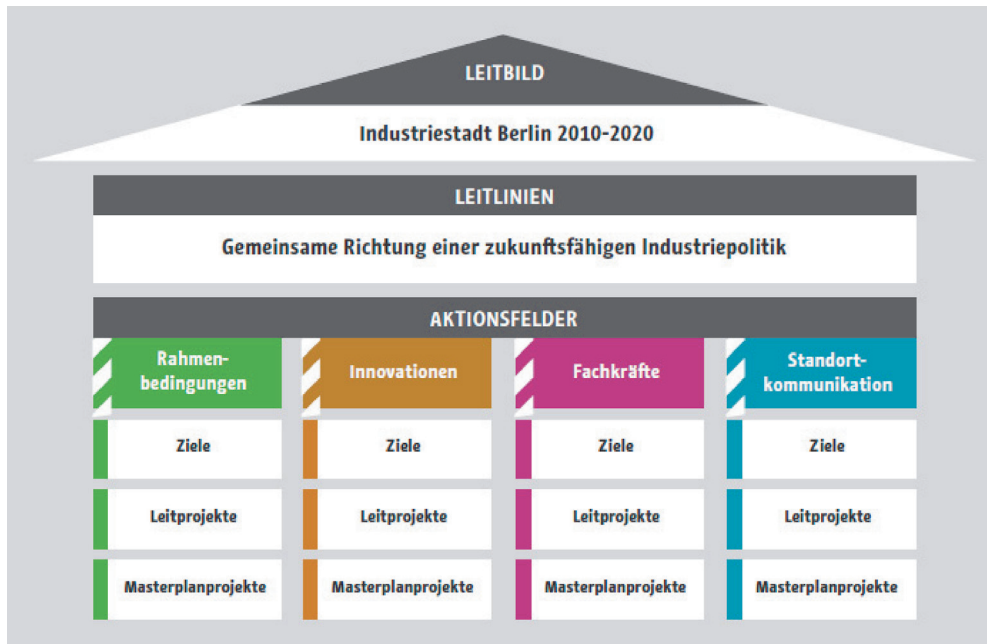 LEITBILD
Industriestadt Berlin 2010-2020
LEITLINIEN
Gemeinsame Richtung einer zukunftsfähigen Industriepolitik
AKTIONSFELDER
Rahmen-
bedingungen
Innovationen
Fachkräfte
Standort-
kommunikation
Ziele
Ziele
Ziele
Ziele
Leitprojekte
Leitprojekte
Leitprojekte
Leitprojekte
Masterplanprojekte
Masterplanprojekte
Masterplanprojekte
Masterplanprojekte